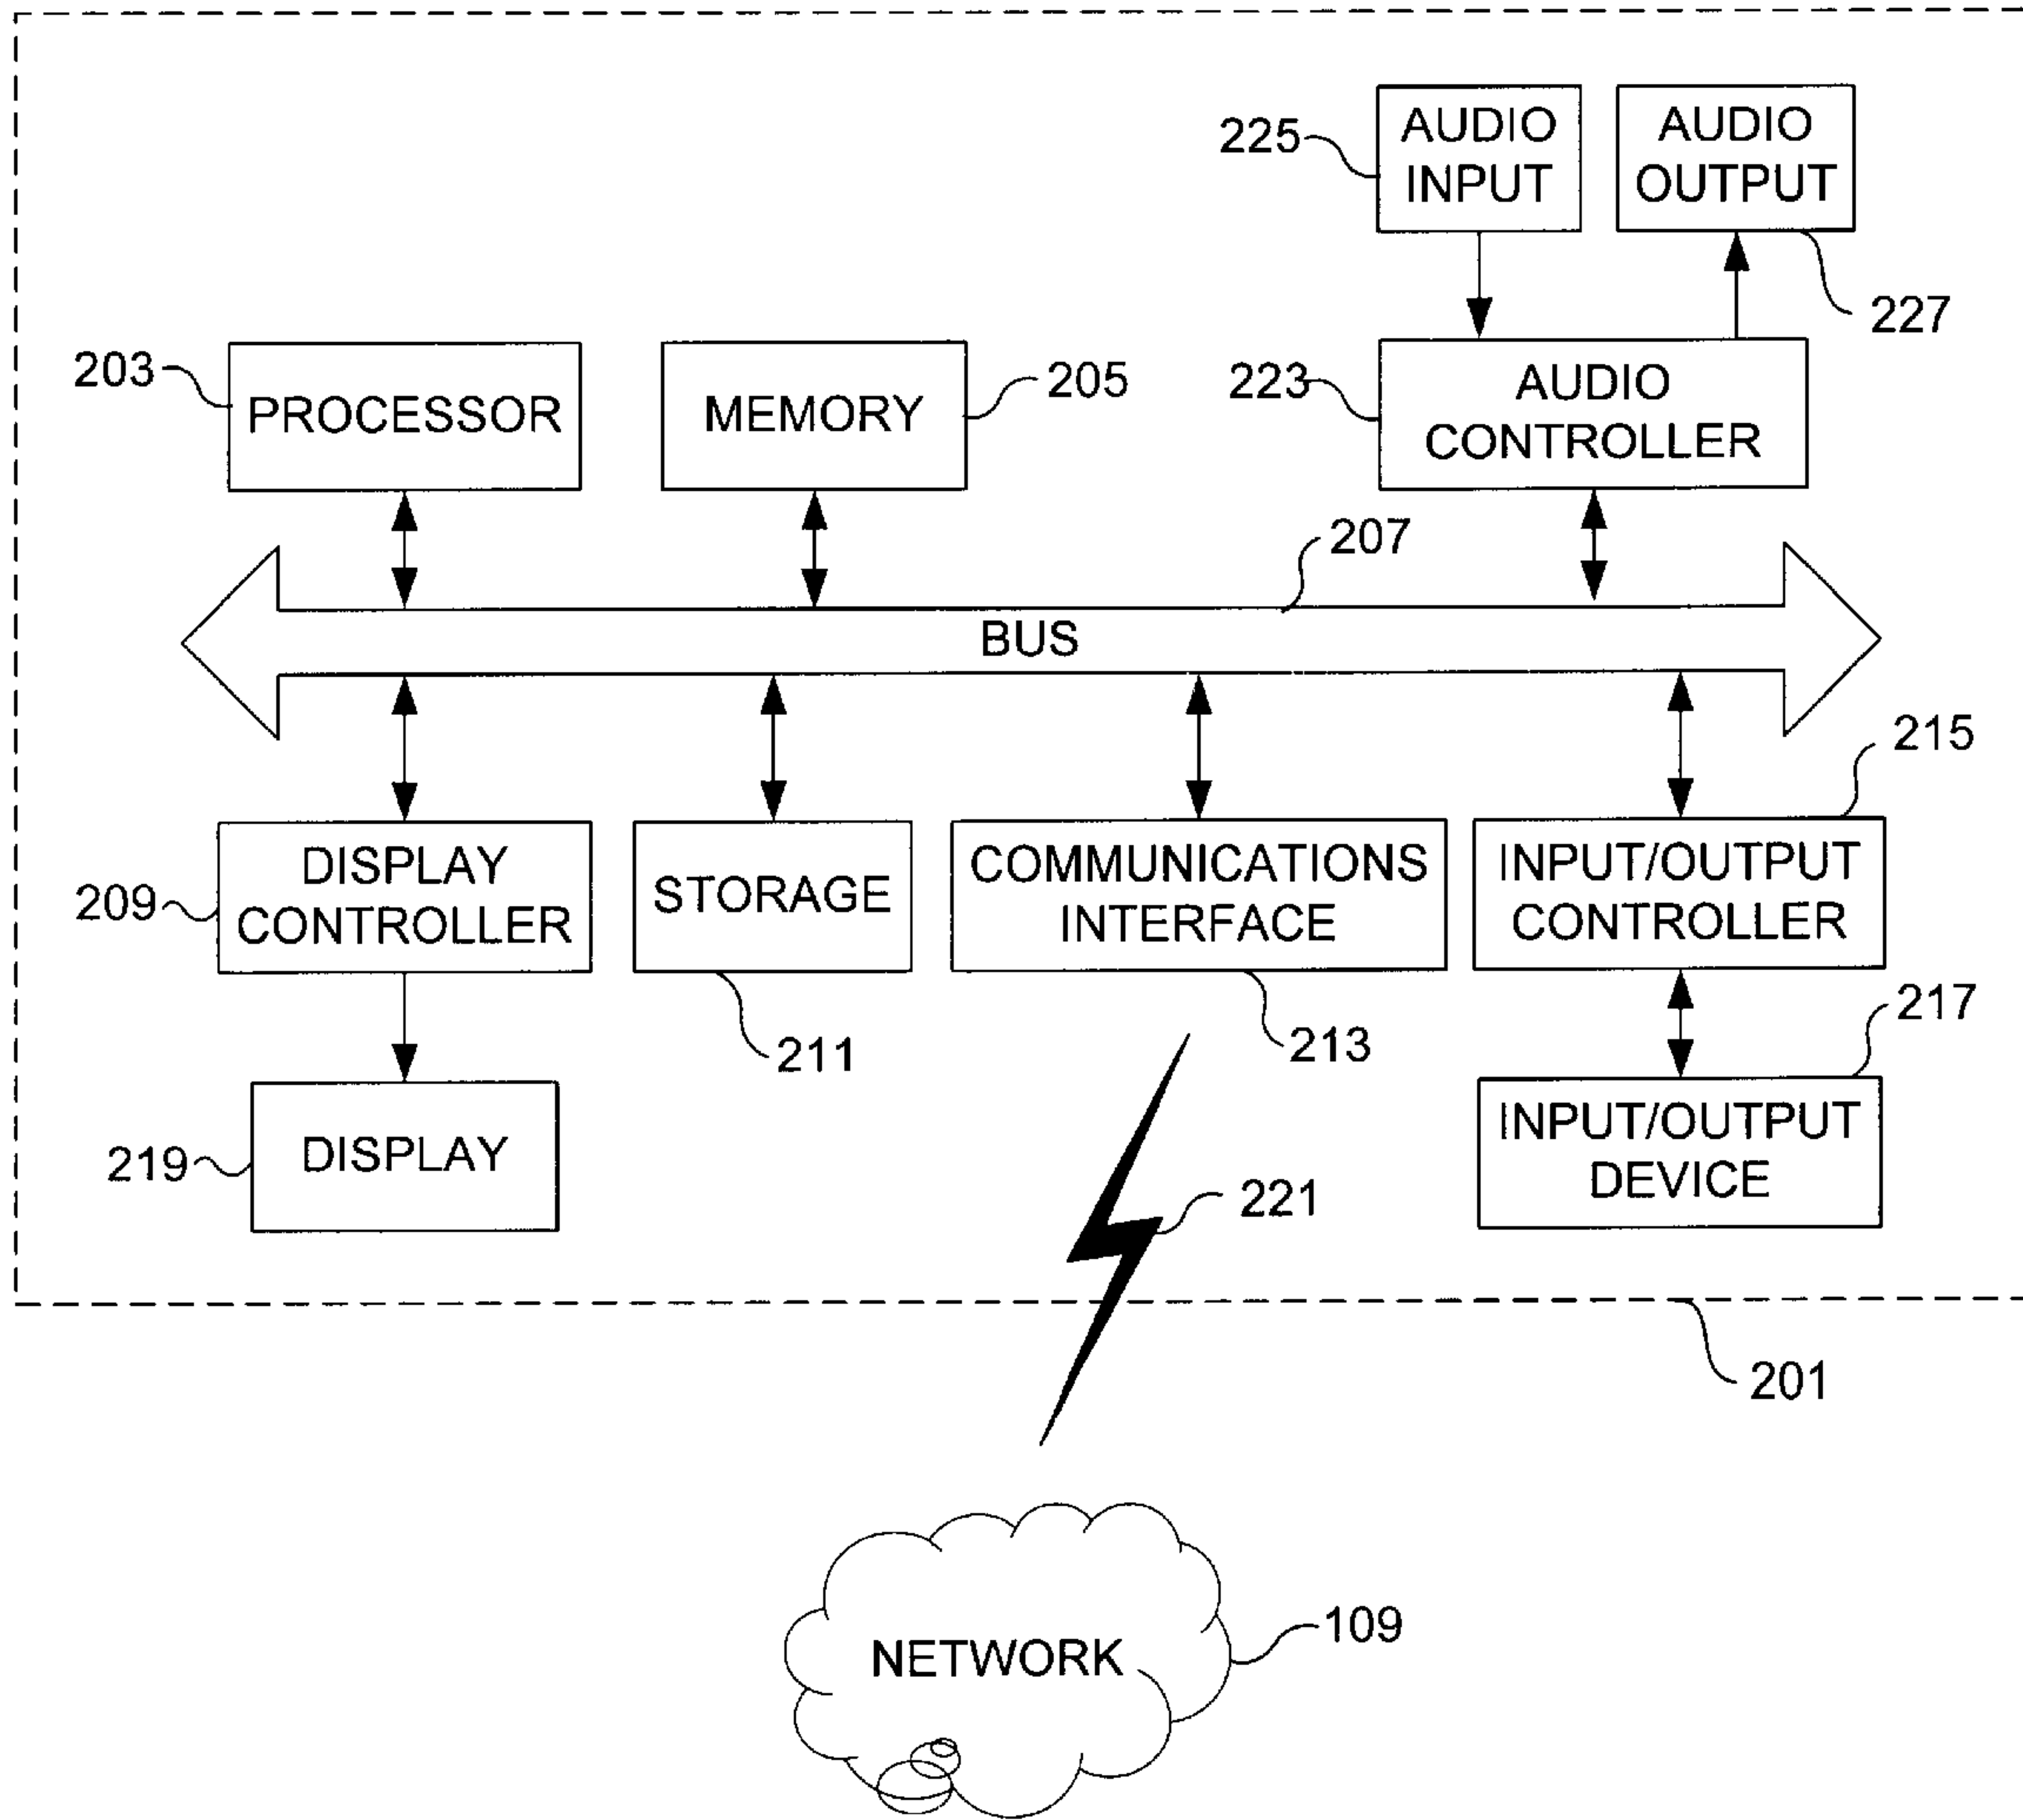 225
AUDIO
INPUT
AUDIO
OUTPUT
227
203
PROCESSOR
MEMORY
205
223
AUDIO
CONTROLLER
207
BUS
215
209
DISPLAY
CONTROLLER
STORAGE
COMMUNICATIONS
INTERFACE
INPUT/OUTPUT
CONTROLLER
211
213
217
219
DISPLAY
INPUT/OUTPUT
DEVICE
221
201
NETWORK
109